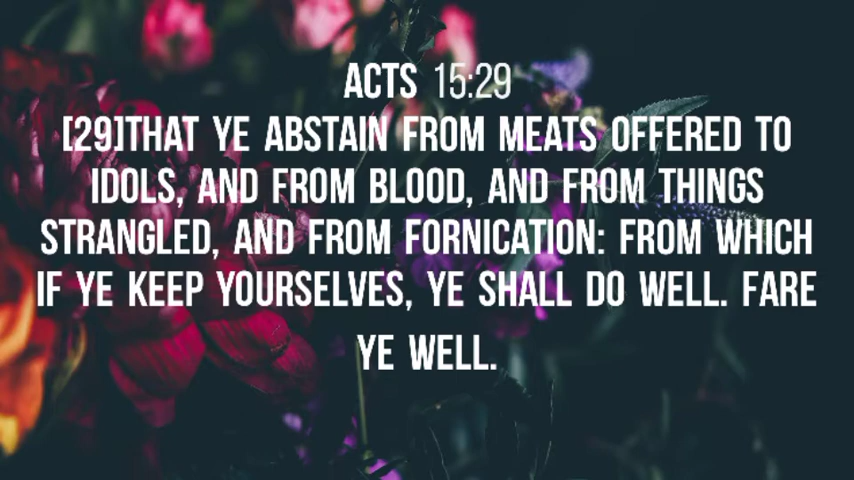 ACTS 15:29
[29]THAT YE ABSTAIN FROM MEATS OFFERED TO
IDOLS, AND FROM BLOOD, AND FROM THINGS
STRANGLED, AND FROM FORNICATION: FROM WHICH
IF YE KEEP YOURSELVES, YE SHALL DO WELL. FARE
YE WELL.